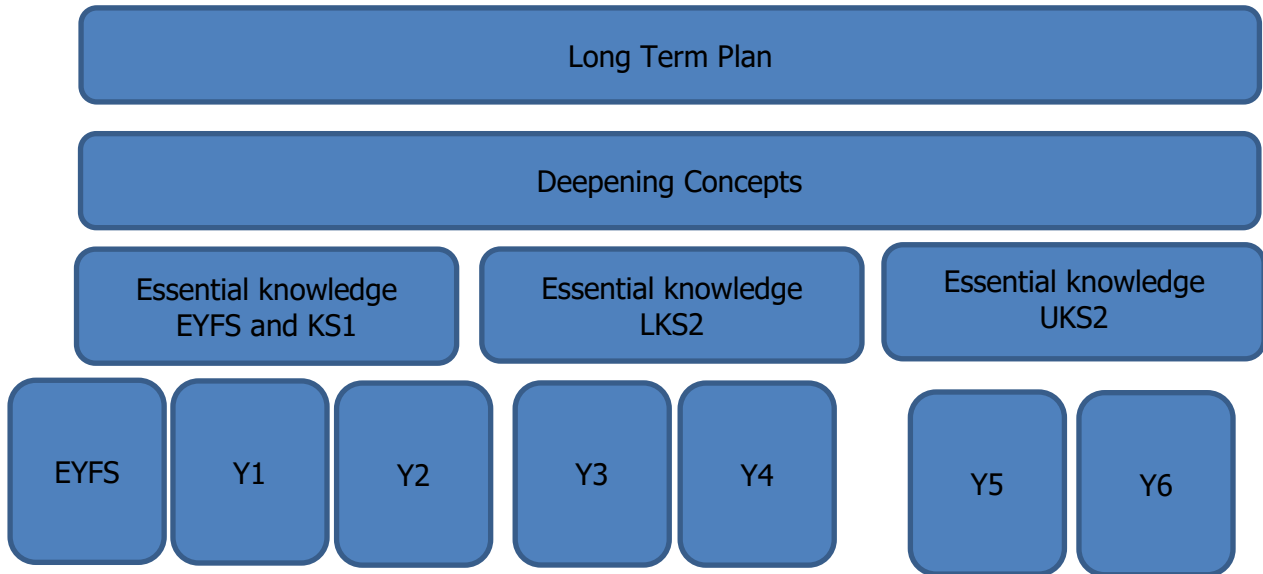 Long Term Plan
Deepening Concepts
Essential knowledge
EYFS and KS1
Essential knowledge
LKS2
Essential knowledge
UKS2
EYFS
Y1
Y2
Y3
Y4
Y5
Y6